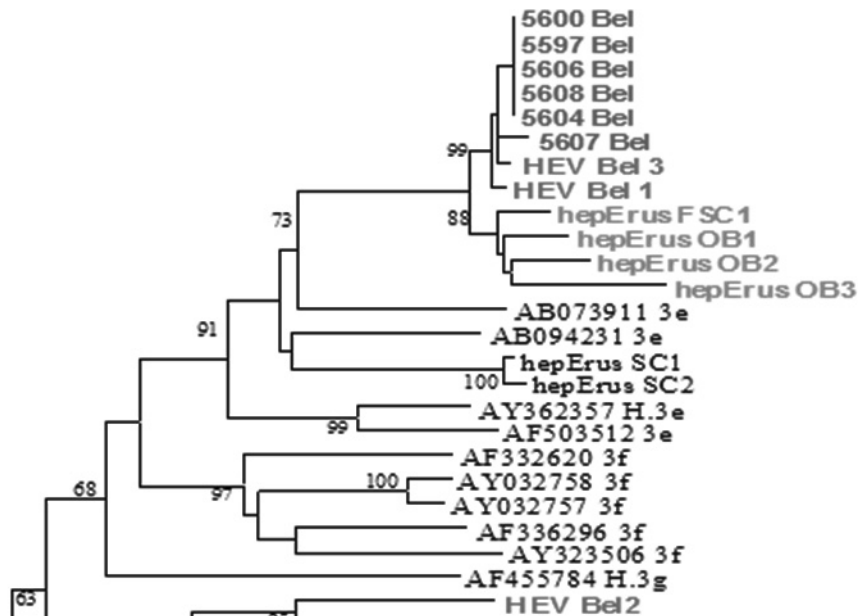 5600 Bel
5597 Bel
5606 Bel
5608 Bel
5604 Bel
5607 Bel
99
HEV Bel 3
HEV Bel 1
88
hepErus FSC1
73
hepErus OB1
hepErus OB2
hepErus OB3
AB073911 3e
91
AB094231 3e
hepErus SC1
100
hepErus SC2
AY362357 H.3e
99
AF503512 3e
AF332620 3f
68
97
100
AY032758 3f
AY032757 3f
AF336296 3f
AY323506 3f
AF455784 H.3g
63
HEV Bel2